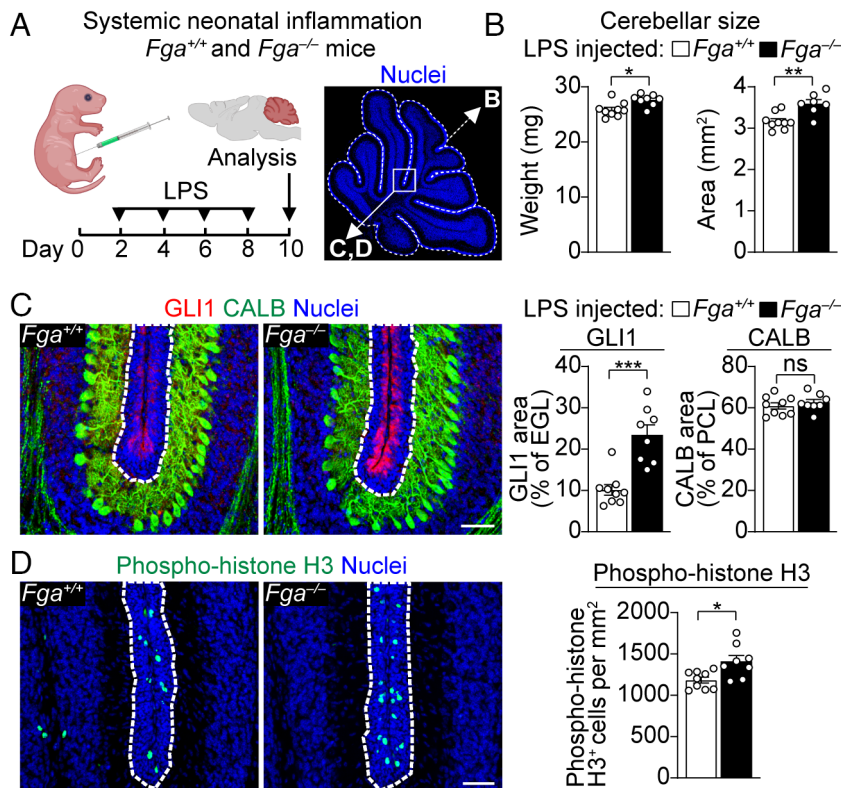 A
Systemic neonatal inflammation
Fga+/+ and Fga–/– mice
Nuclei
B
Analysis
LPS
C,D
Day 0 2 4 6 8 10
B
Cerebellar size
LPS injected: Fga+/+ Fga–/–
Weight (mg)
30
20
10
0
*
Area (mm2)
4
3
2
1
0
**
C
GLI1 CALB Nuclei
Fga+/+
Fga–/–
LPS injected: Fga+/+ Fga–/–
GLI1
GLI1 area
(% of EGL)
40
30
20
10
0
***
CALB
CALB area
(% of PCL)
80
60
40
20
0
ns
D
Phospho-histone H3 Nuclei
Fga+/+
Fga–/–
Phospho-histone H3
Phospho-histone
H3+ cells per mm2
2000
1500
1000
500
0
*